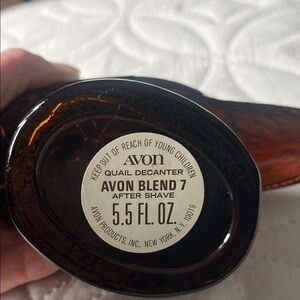 KEEP OUT OF REACH OF YOUNG CHILDREN
AVON
QUAIL DECANTER
AVON BLEND 7
AFTER SHAVE
5.5 FL. OZ.
AVON PRODUCTS, INC., NEW YORK, N.Y. 10019